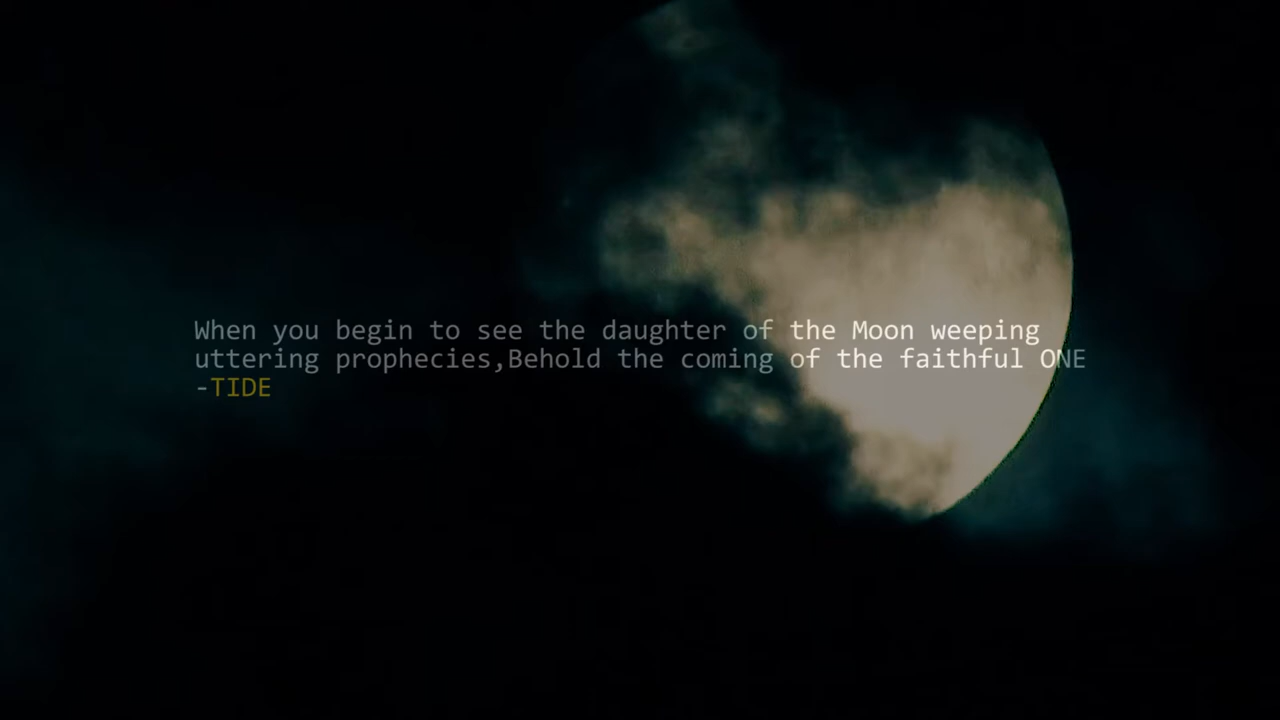 When you begin to see the daughter of the Moon weeping
uttering prophecies,Behold the coming of the faithful ONE
-TIDE